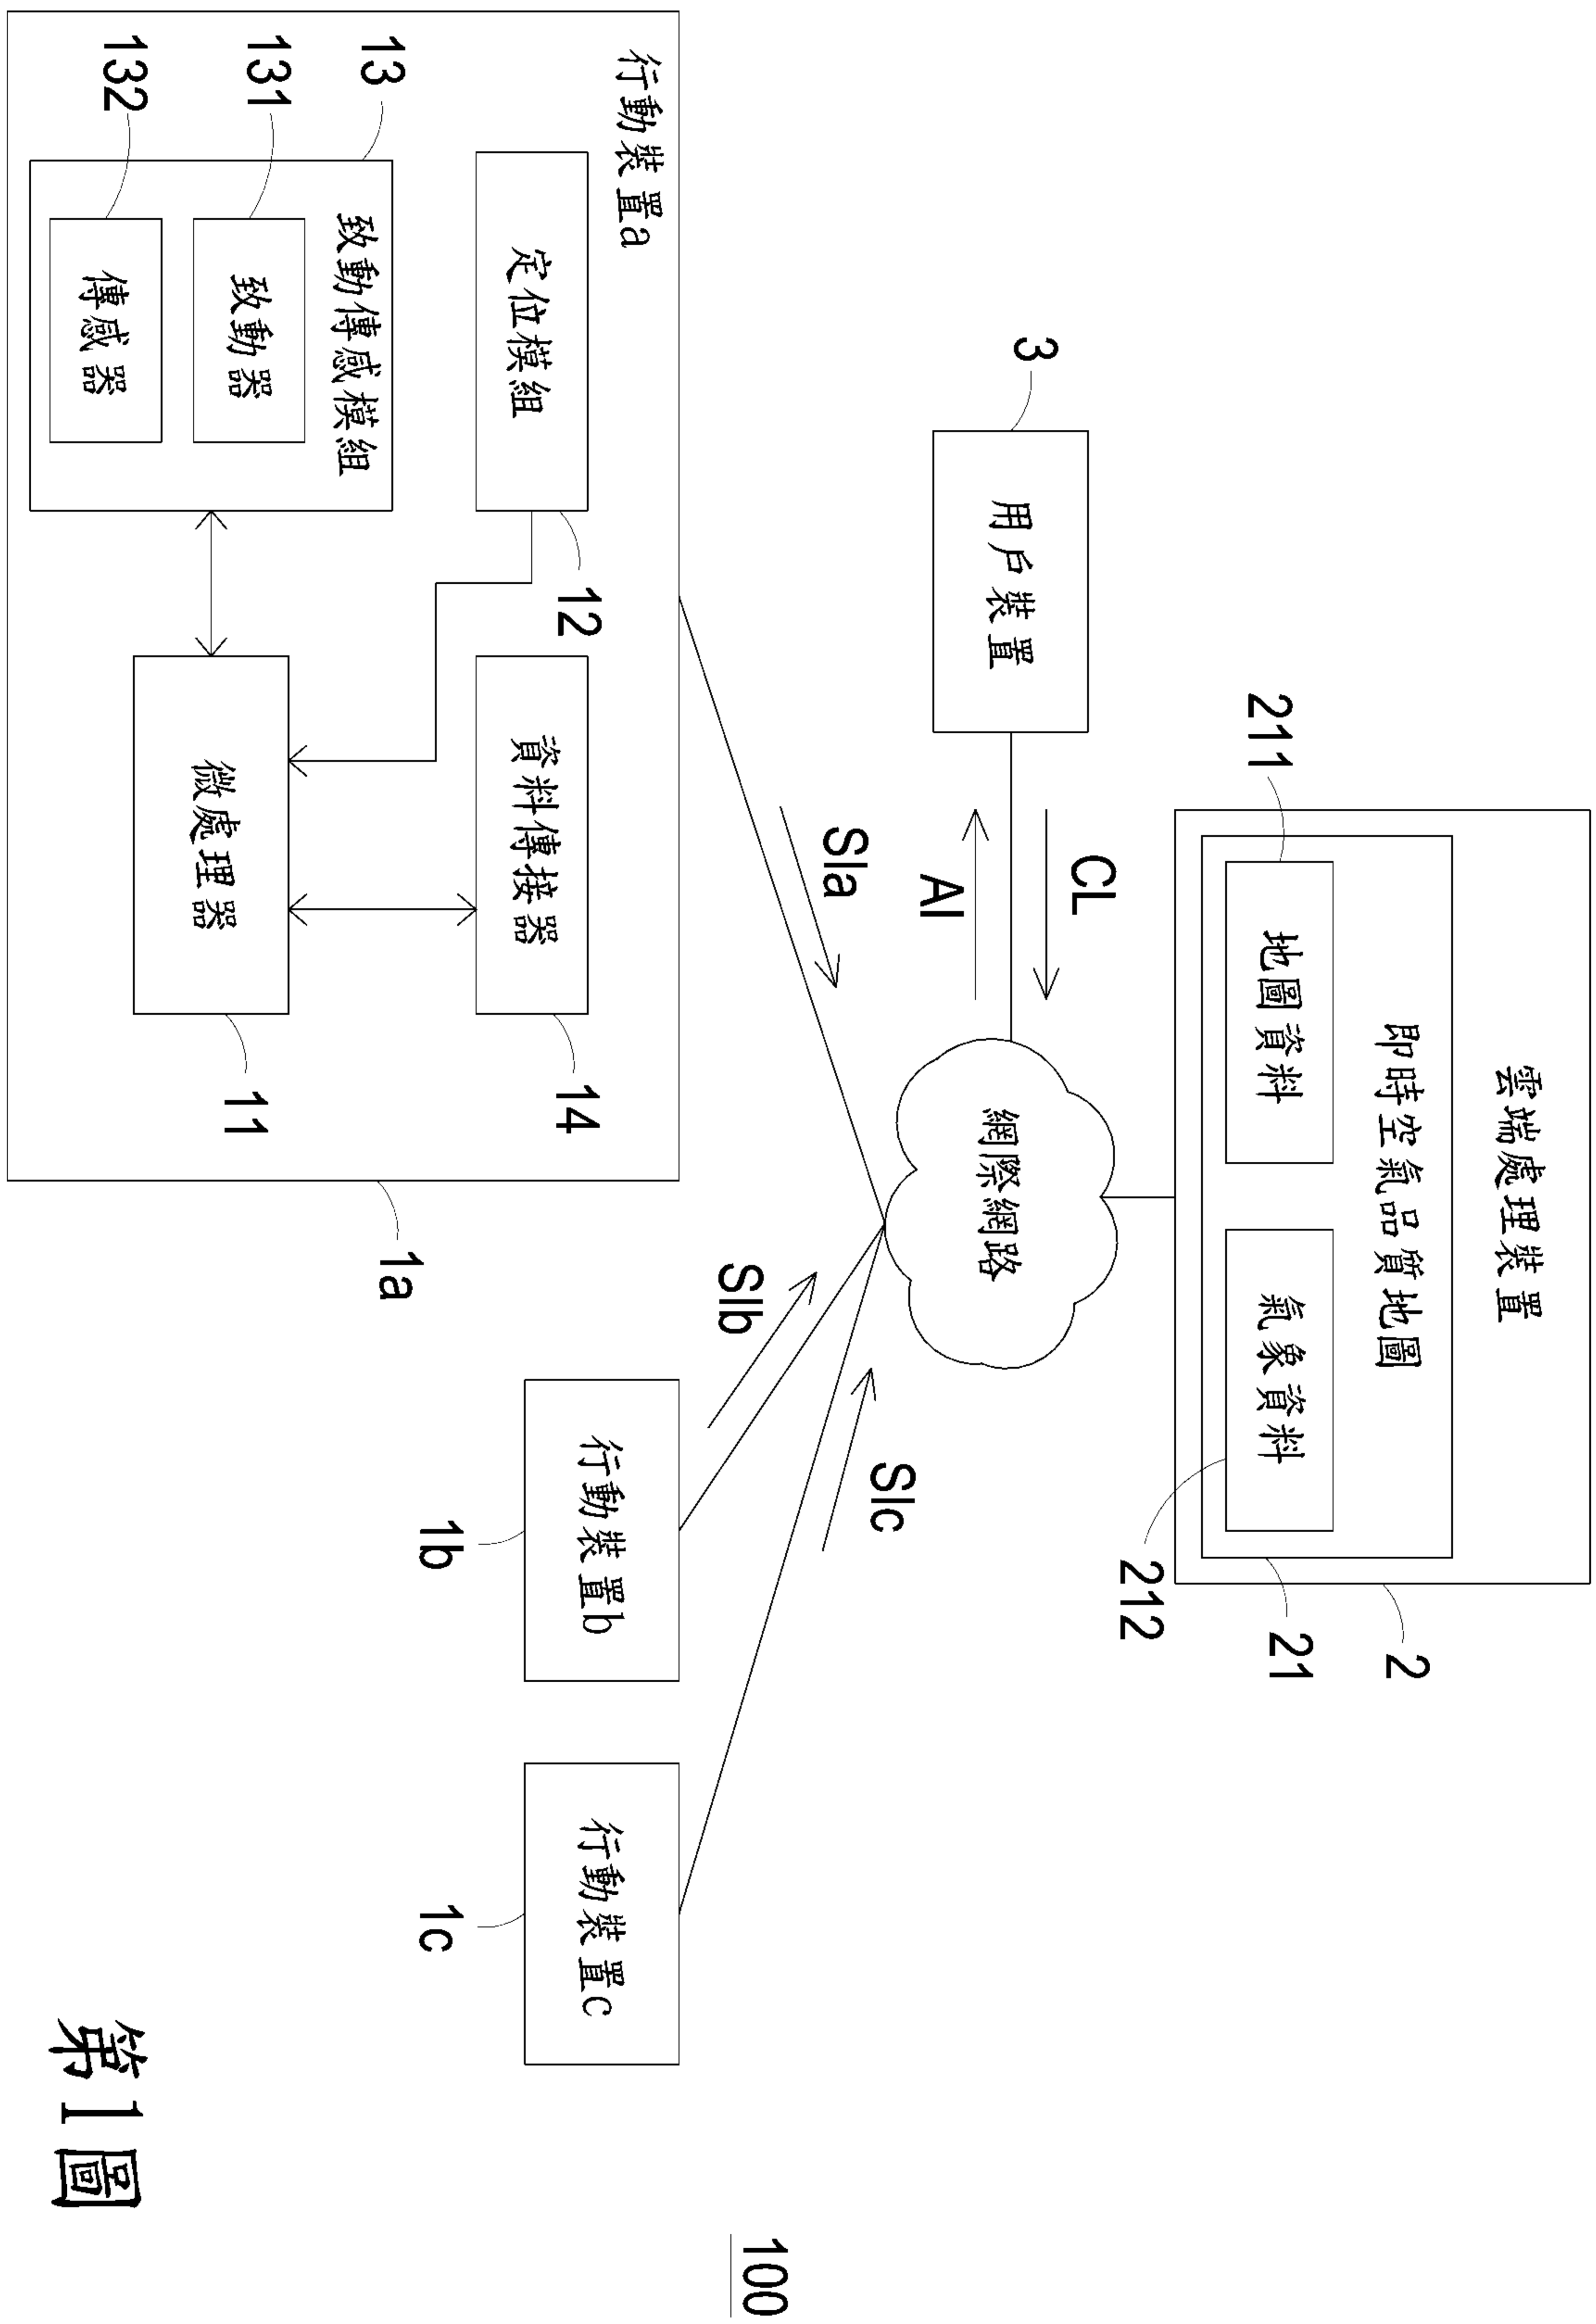 100
雲端處理裝置
2
即時空氣品質地圖
21
211
地圖資料
氣象資料
212
3
用戶裝置
CL
AI
網際網路
SIa
SIb
SIc
行動裝置a
定位模組
12
資料傳接器
14
13
致動傳感模組
131
致動器
132
傳感器
微處理器
11
1a
行動裝置b
1b
行動裝置c
1c
第1圖